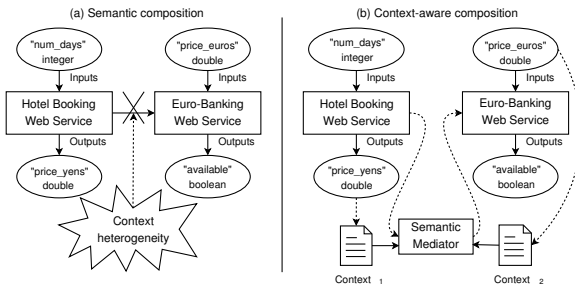 (a) Semantic composition
"num_days"
integer
"price_euros"
double
Inputs
Inputs
Hotel Booking
Web Service
Euro-Banking
Web Service
Outputs
Outputs
"price_yens"
double
"available"
boolean
Context
heterogeneity
(b) Context-aware composition
"num_days"
integer
"price_euros"
double
Inputs
Inputs
Hotel Booking
Web Service
Euro-Banking
Web Service
Outputs
Outputs
"price_yens"
double
"available"
boolean
Semantic
Mediator
Context 1
Context 2